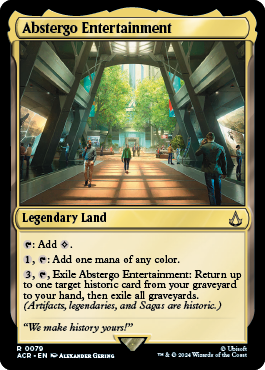 Abstergo Entertainment
Legendary Land
: Add .
1, : Add one mana of any color.
3, , Exile Abstergo Entertainment: Return up
to one target historic card from your graveyard
to your hand, then exile all graveyards.
(Artifacts, legendaries, and Sagas are historic.)
“We make history yours!”
R 0079
© Ubisoft
ACR • EN Alexander Gering
™ & © 2024 Wizards of the Coast